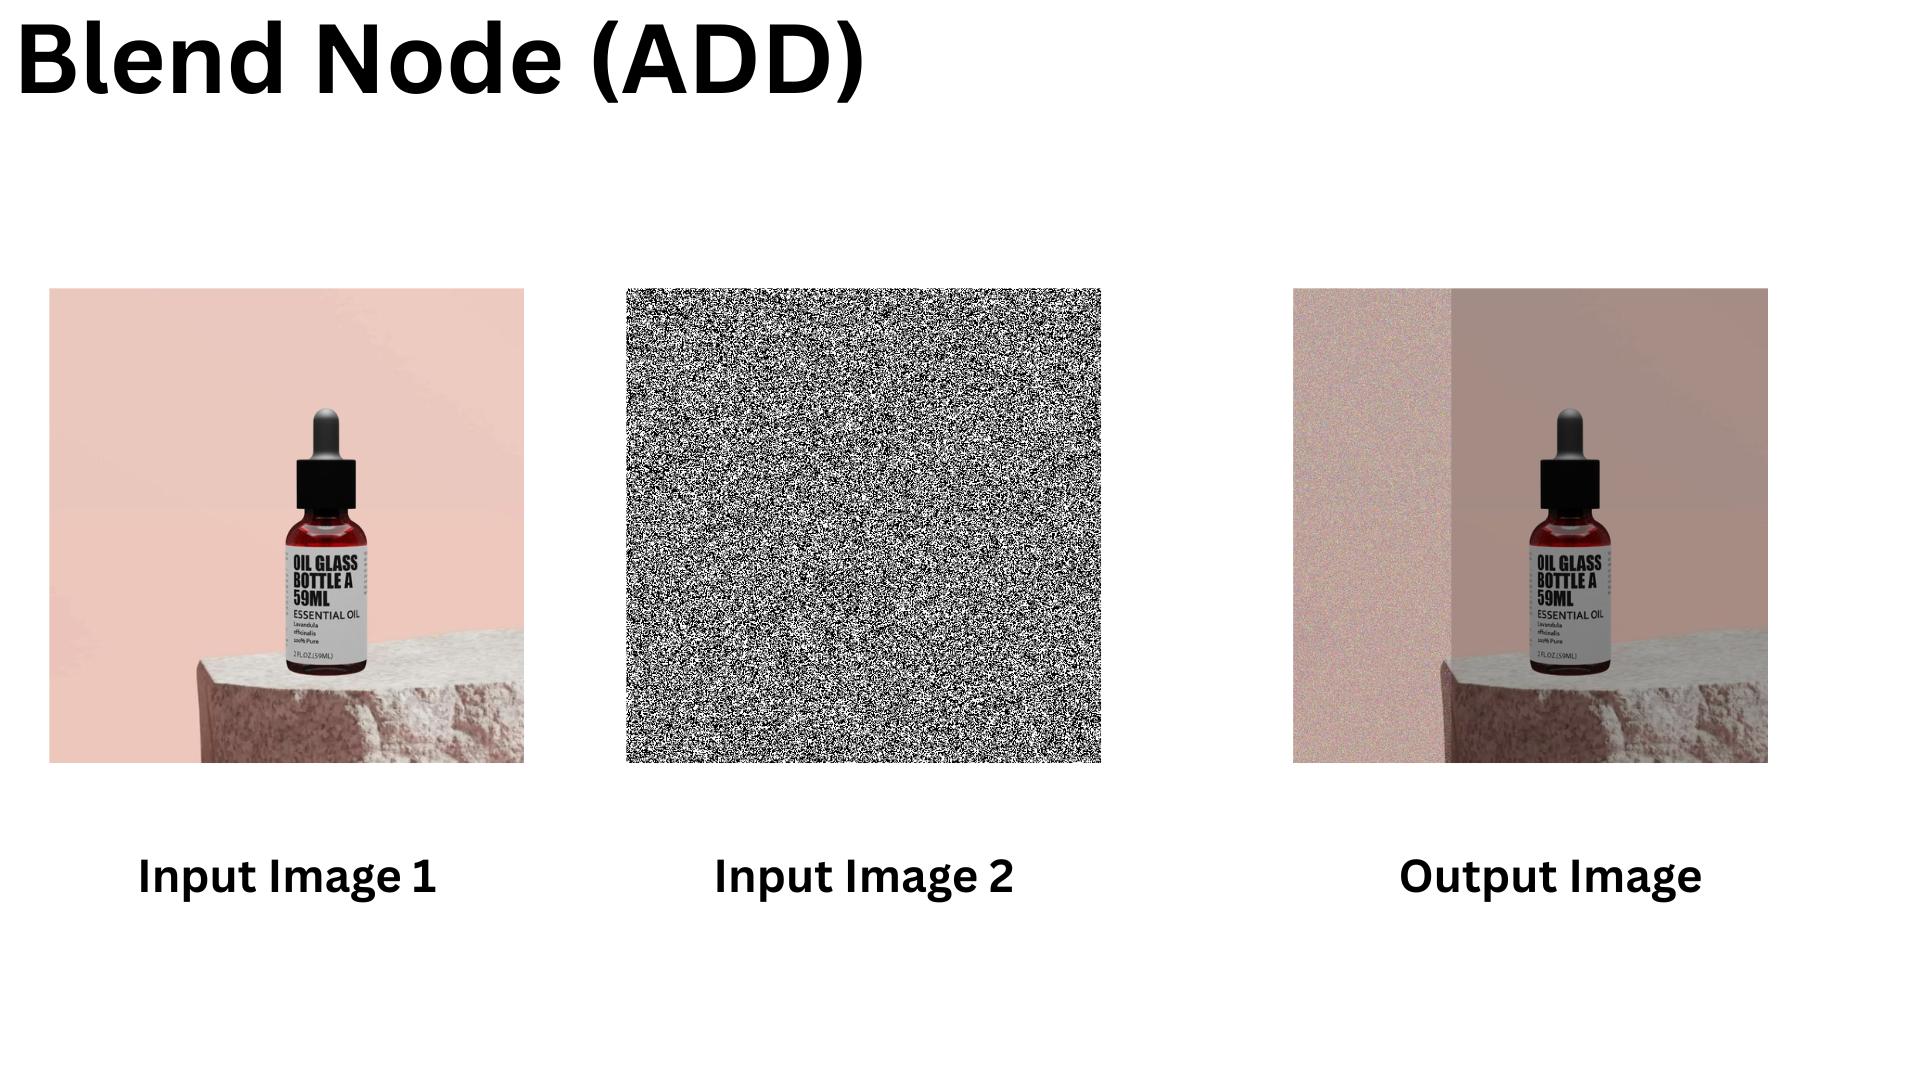 Blend Node (ADD)
OIL GLASS
BOTTLE A
59ML
ESSENTIAL OIL
Lavandula
officinalis
100% Pure
2 FL.OZ.(59ML)
OIL GLASS
BOTTLE A
59ML
ESSENTIAL OIL
Lavandula
officinalis
100% Pure
2 FL.OZ.(59ML)
Input Image 1
Input Image 2
Output Image